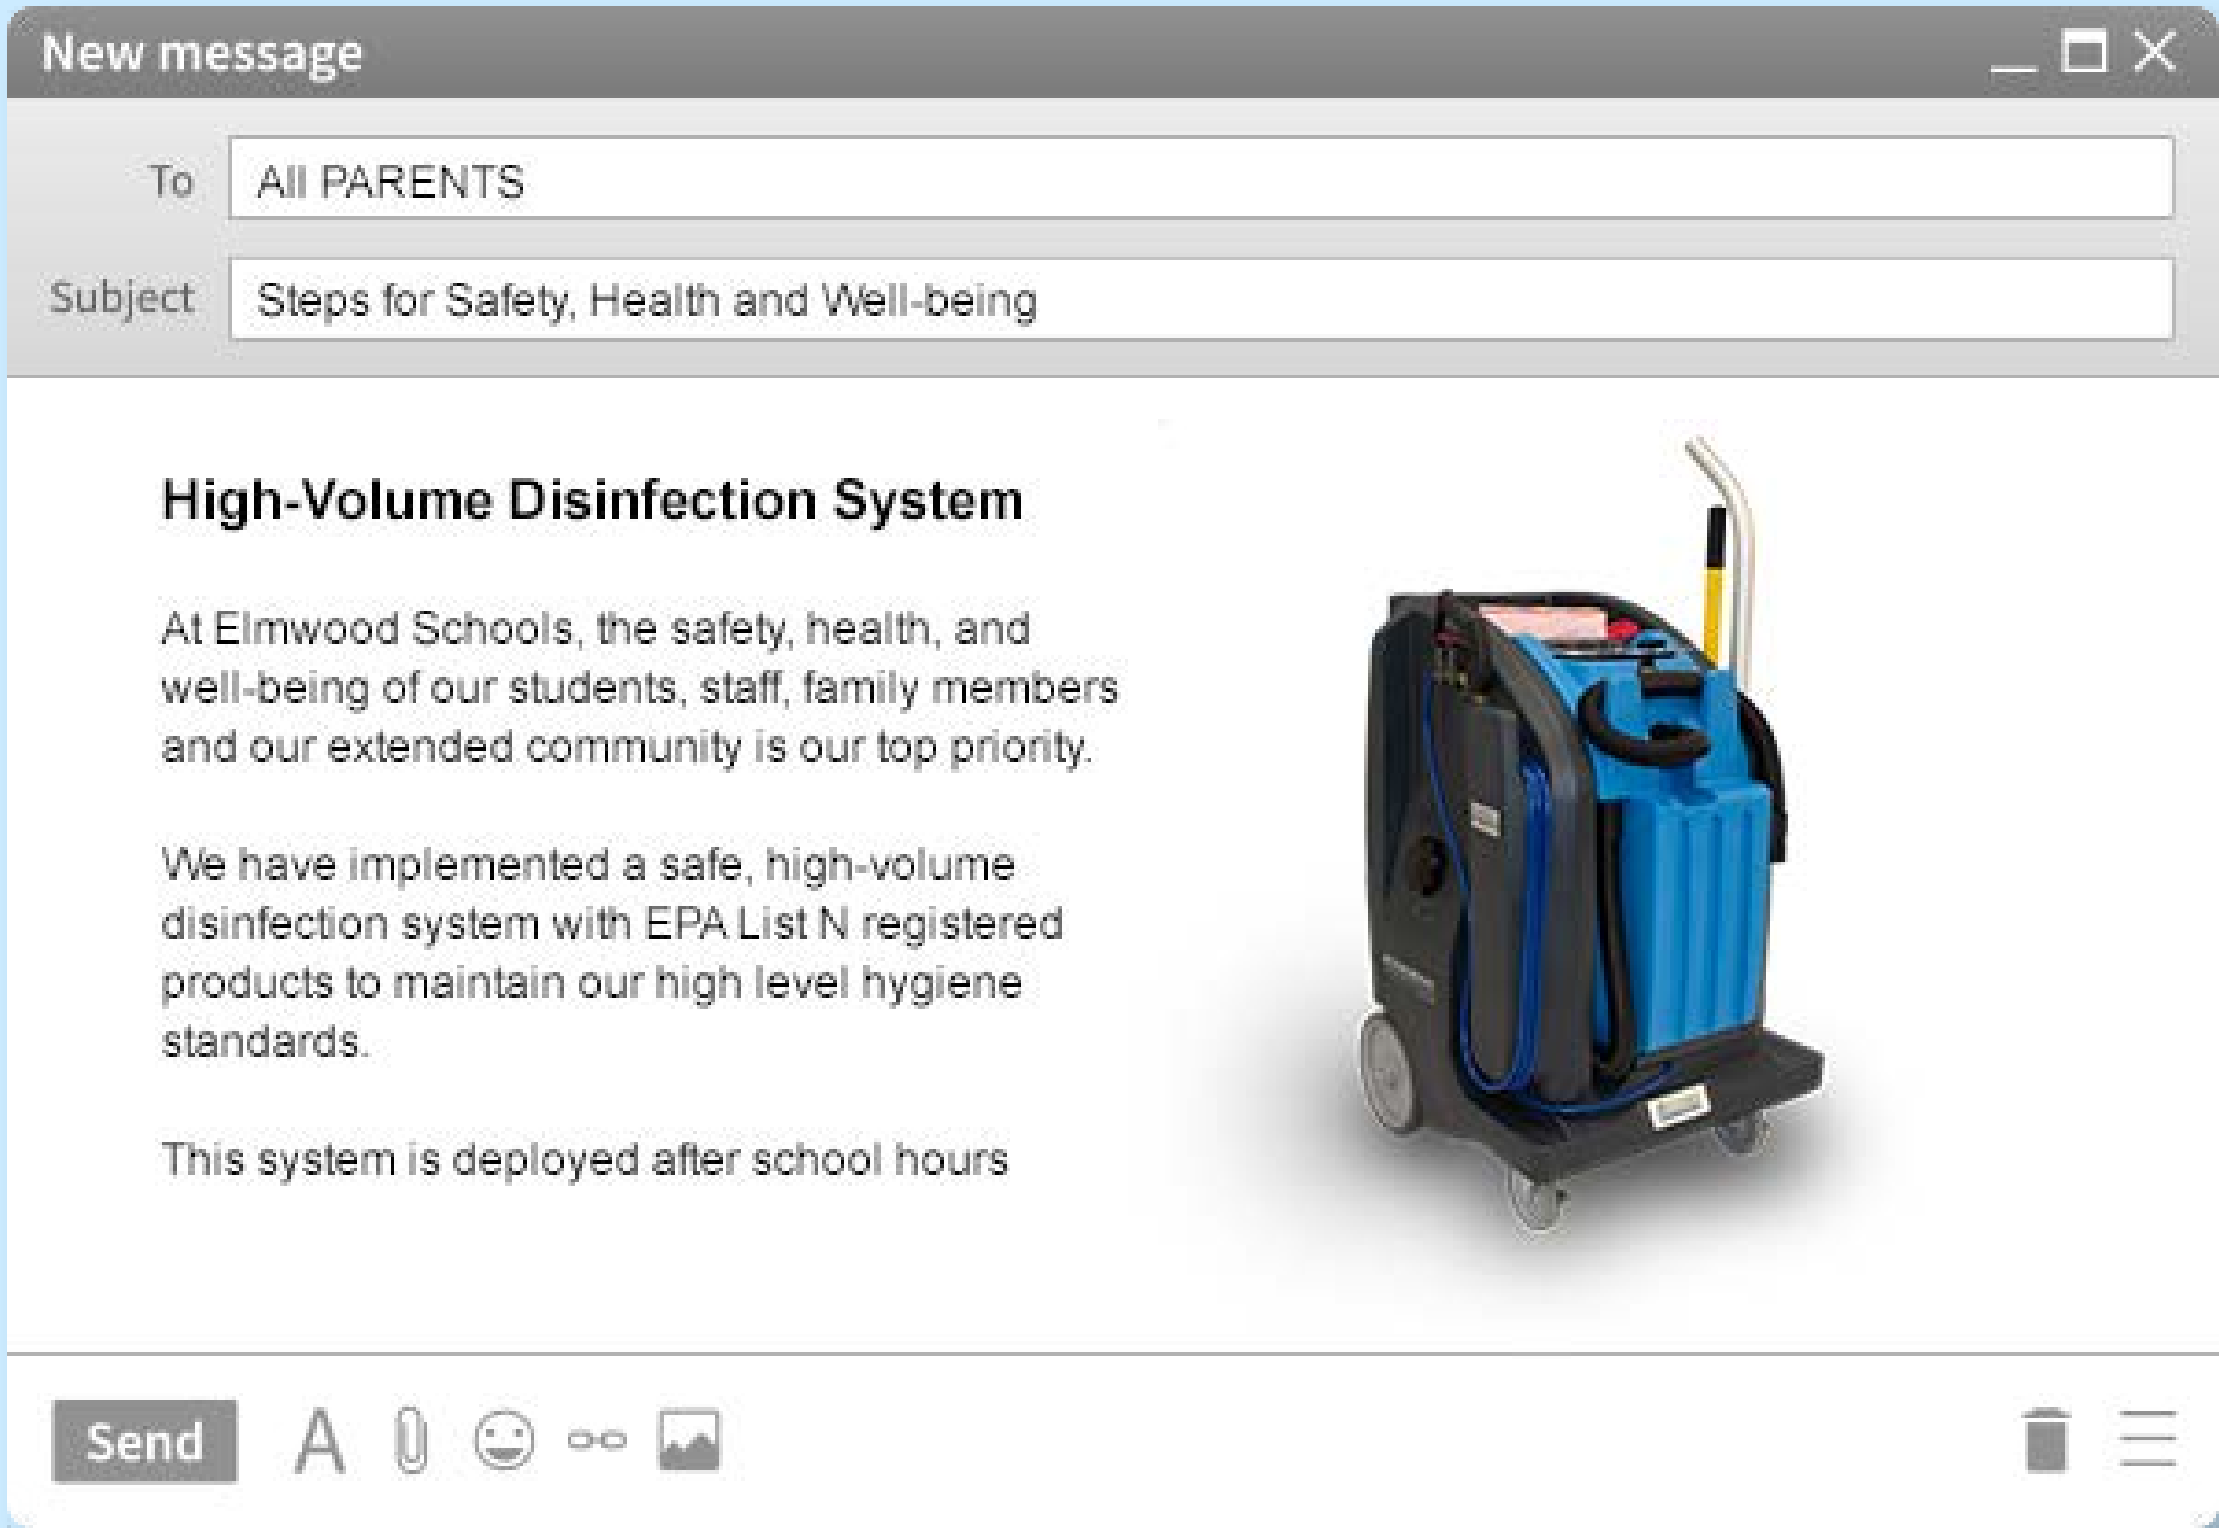 New message
To
All PARENTS
Subject
Steps for Safety, Health and Well-being
High-Volume Disinfection System
At Elmwood Schools, the safety, health, and
well-being of our students, staff, family members
and our extended community is our top priority.
We have implemented a safe, high-volume
disinfection system with EPA List N registered
products to maintain our high level hygiene
standards.
This system is deployed after school hours
Send
A